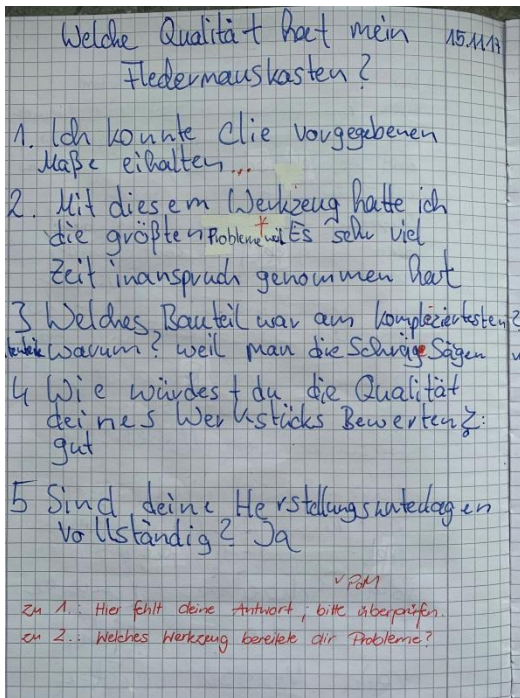 Welche Qualität hat mein 15.11.17
Fledermauskasten?
1. Ich konnte die vorgegebenen
Maße eihalten...
2. Mit diesem Werkzeug hatte ich
die größten Probleme weil Es sehr viel
Zeit inanspruch genommen hat
3 Welches Bauteil war am kompleziertesten?
Warum? weil man die Schräge Sägen
4 Wie würdest du die Qualität
deines Werkstücks Bewerten?:
gut
5 Sind deine Herstellungsunterlagen
Vollständig? Ja
zu 1.: Hier fehlt deine Antwort, bitte überprüfen.
zu 2.: Welches Werkzeug bereitete dir Probleme?